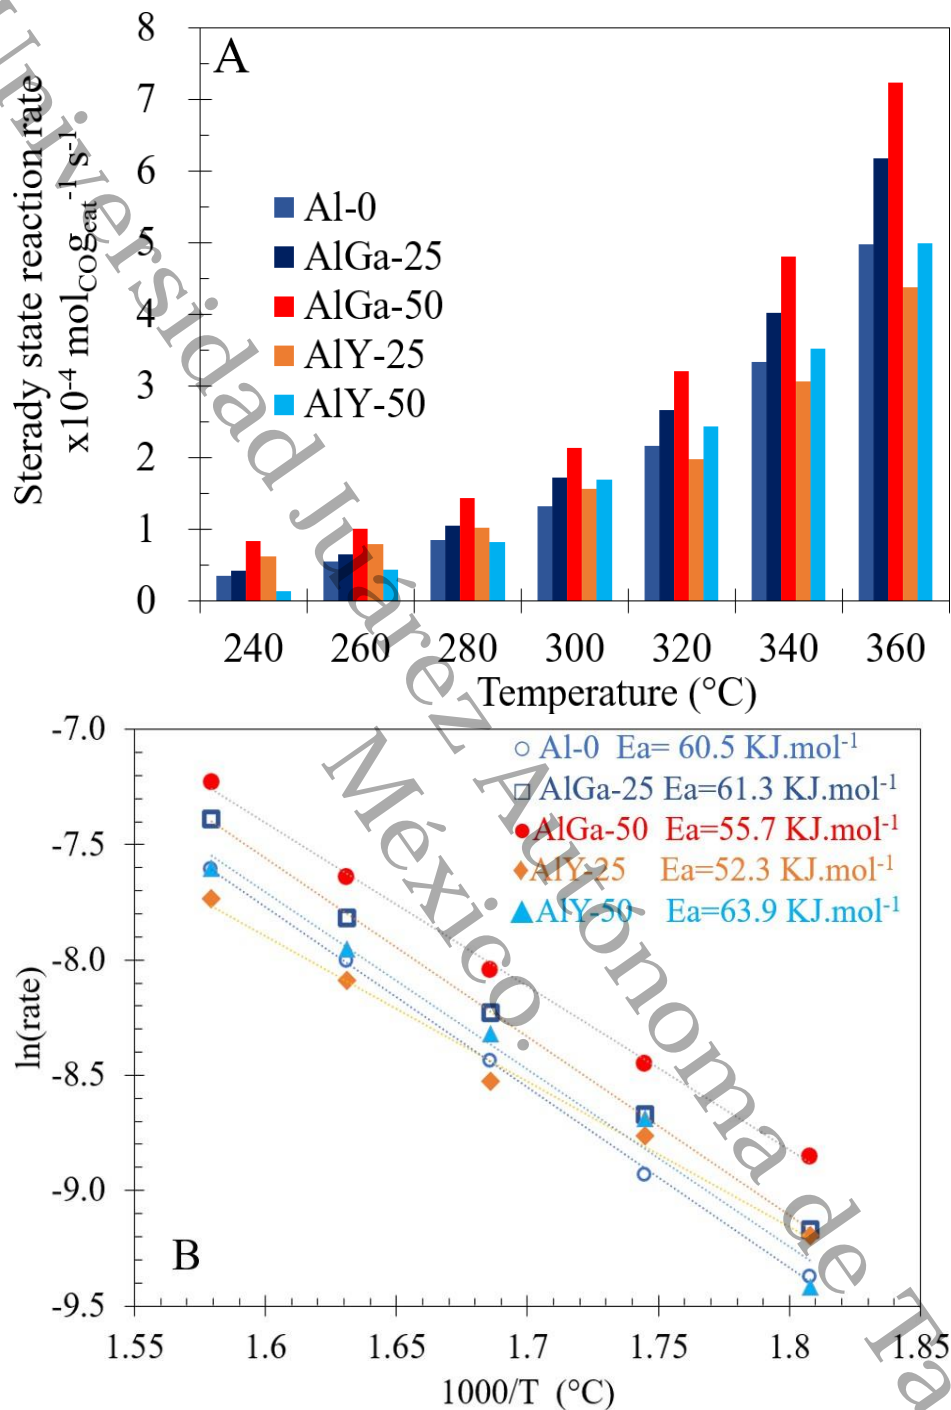 A
Sterady state reaction rate
x10⁻⁴ mol_CO g_cat⁻¹ s⁻¹
8
7
6
5
4
3
2
1
0
Al-0
AlGa-25
AlGa-50
AlY-25
AlY-50
240 260 280 300 320 340 360
Temperature (°C)
-7.0
-7.5
-8.0
-8.5
-9.0
-9.5
ln(rate)
Al-0 Ea= 60.5 KJ.mol⁻¹
AlGa-25 Ea=61.3 KJ.mol⁻¹
AlGa-50 Ea=55.7 KJ.mol⁻¹
AlY-25 Ea=52.3 KJ.mol⁻¹
AlY-50 Ea=63.9 KJ.mol⁻¹
B
1.55 1.6 1.65 1.7 1.75 1.8 1.85
1000/T (°C)
Universidad Juárez Autónoma de Ta
México.